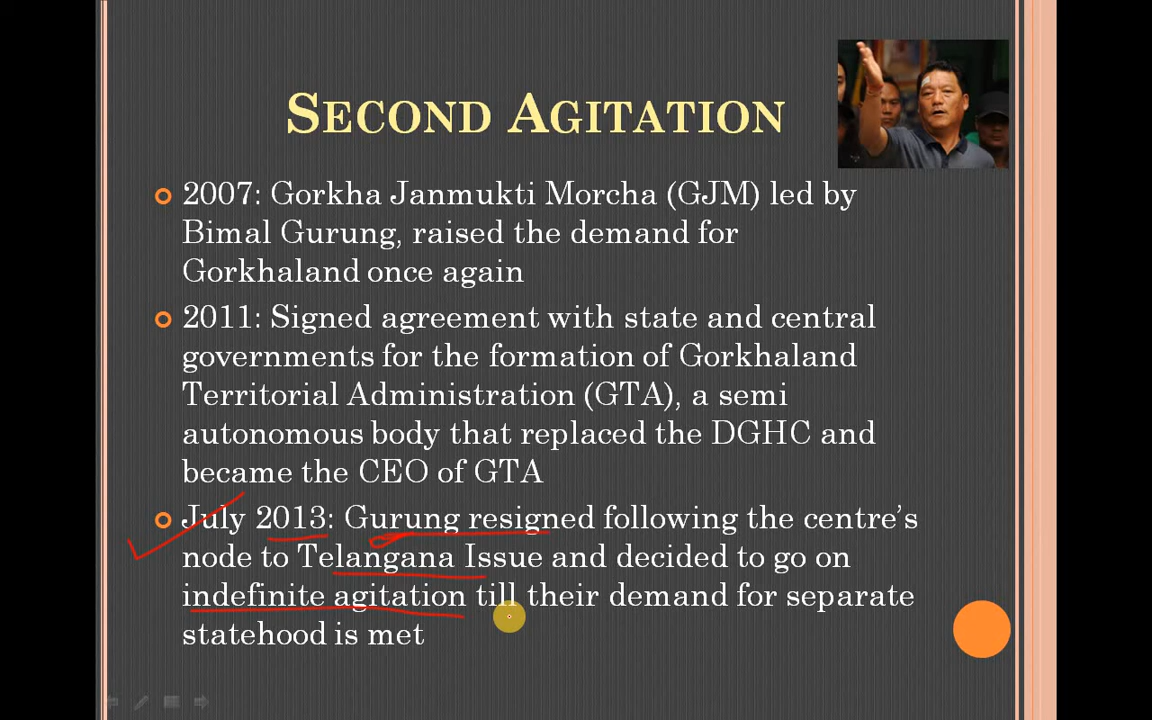 SECOND AGITATION
2007: Gorkha Janmukti Morcha (GJM) led by
Bimal Gurung, raised the demand for
Gorkhaland once again
2011: Signed agreement with state and central
governments for the formation of Gorkhaland
Territorial Administration (GTA), a semi
autonomous body that replaced the DGHC and
became the CEO of GTA
July 2013: Gurung resigned following the centre's
node to Telangana Issue and decided to go on
indefinite agitation till their demand for separate
statehood is met